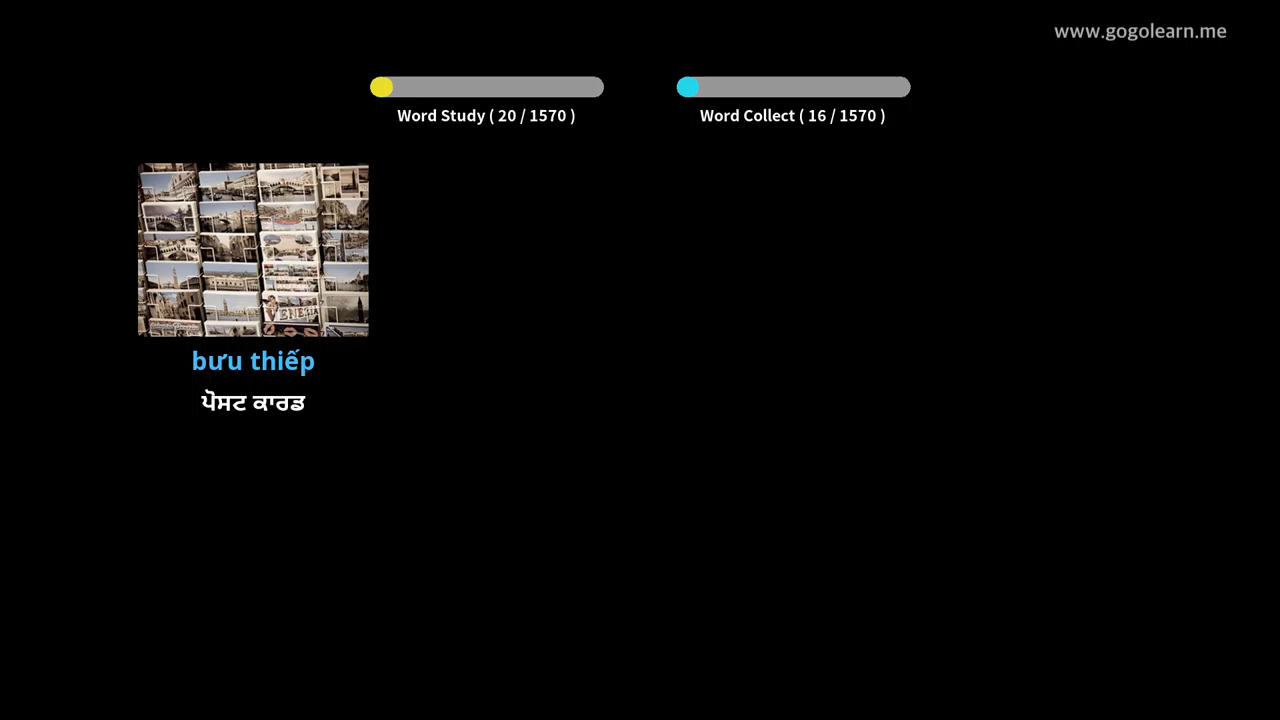 www.gogolearn.me
Word Study ( 20 / 1570 )
Word Collect ( 16 / 1570 )
bưu thiếp
ਪੋਸਟ ਕਾਰਡ